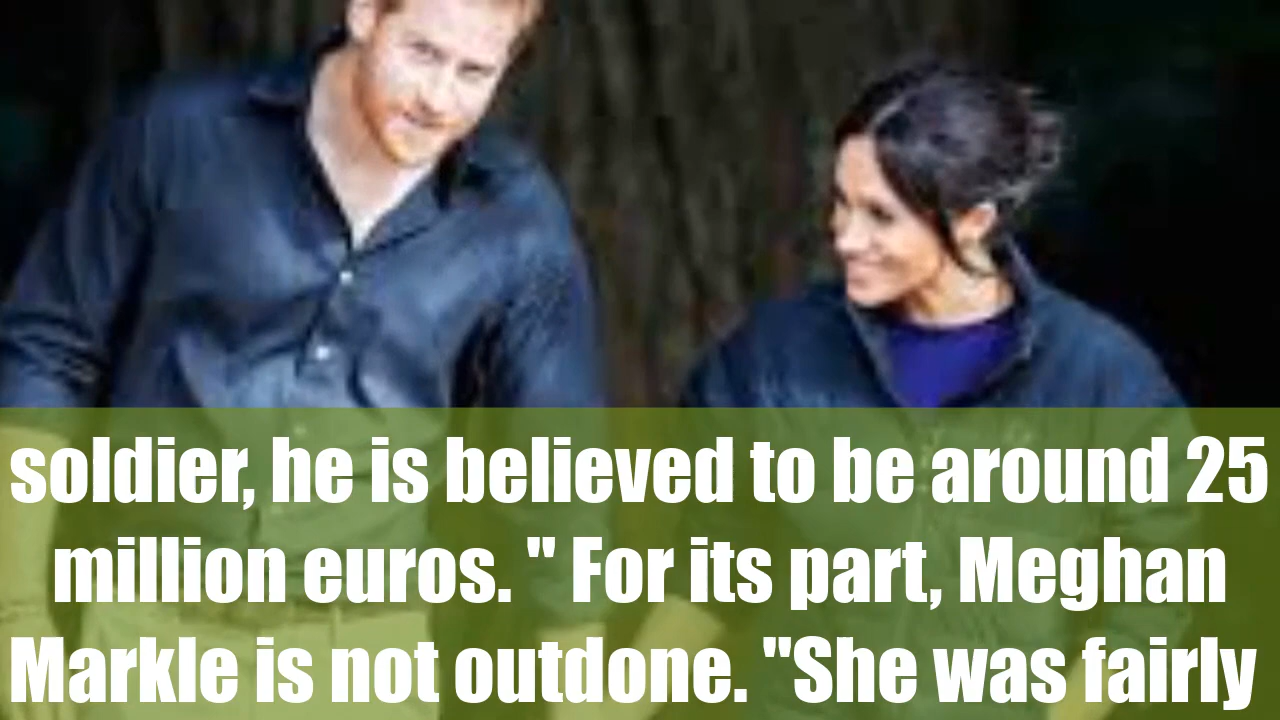 soldier, he is believed to be around 25
million euros. " For its part, Meghan
Markle is not outdone. "She was fairly